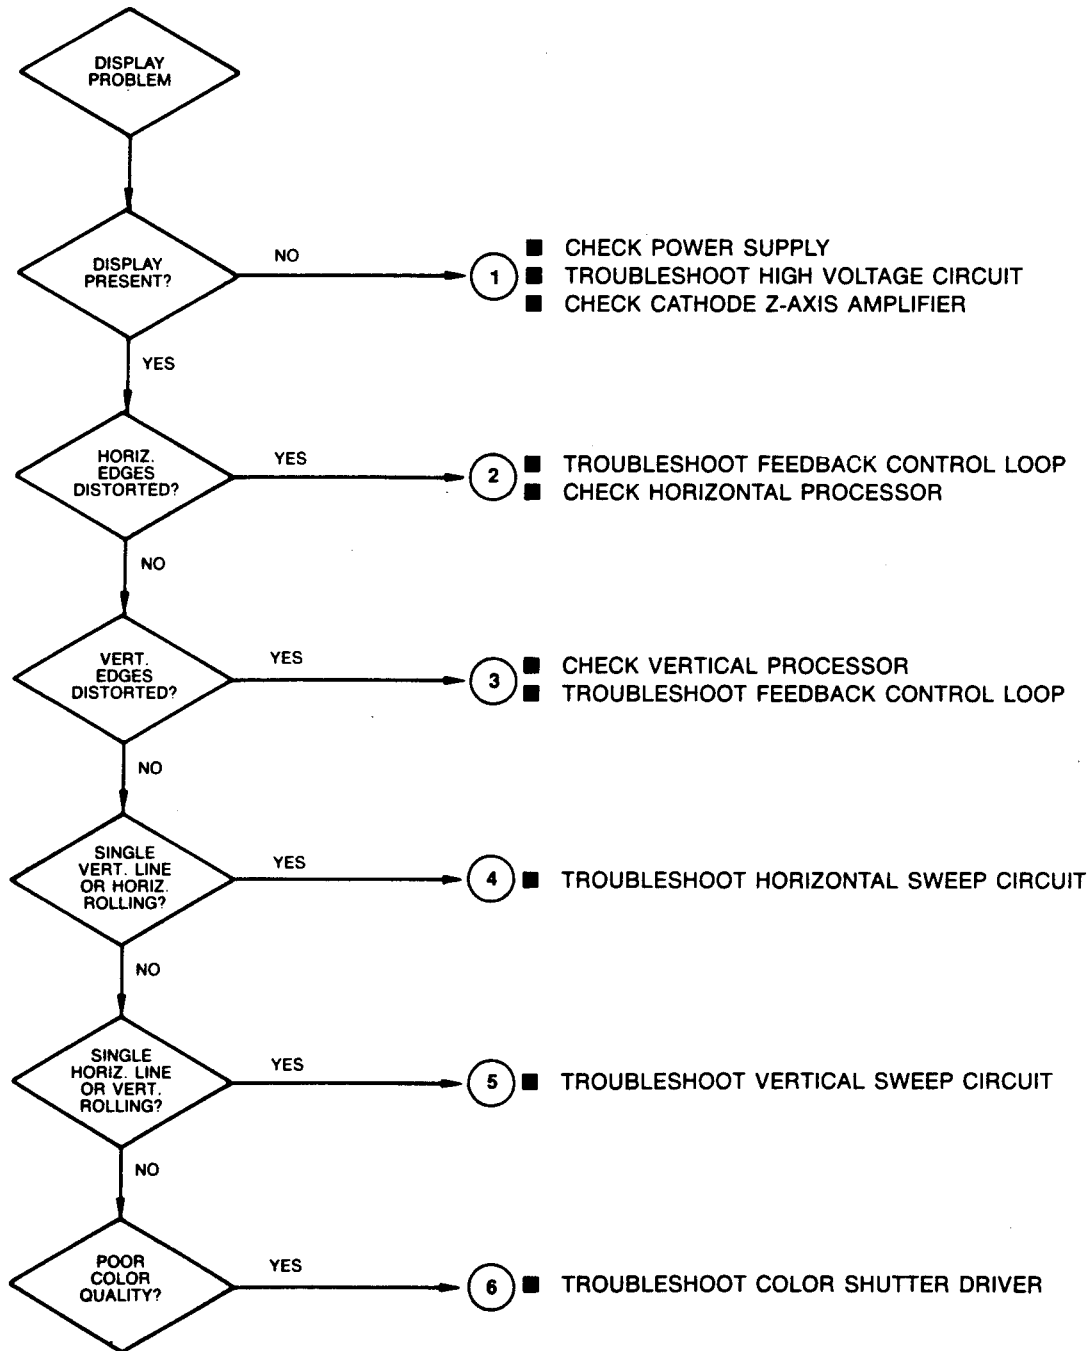 DISPLAY
PROBLEM
DISPLAY
PRESENT?
NO
1
■ CHECK POWER SUPPLY
■ TROUBLESHOOT HIGH VOLTAGE CIRCUIT
■ CHECK CATHODE Z-AXIS AMPLIFIER
YES
HORIZ.
EDGES
DISTORTED?
YES
2
■ TROUBLESHOOT FEEDBACK CONTROL LOOP
■ CHECK HORIZONTAL PROCESSOR
NO
VERT.
EDGES
DISTORTED?
YES
3
■ CHECK VERTICAL PROCESSOR
■ TROUBLESHOOT FEEDBACK CONTROL LOOP
NO
SINGLE
VERT. LINE
OR HORIZ.
ROLLING?
YES
4
■ TROUBLESHOOT HORIZONTAL SWEEP CIRCUIT
NO
SINGLE
HORIZ. LINE
OR VERT.
ROLLING?
YES
5
■ TROUBLESHOOT VERTICAL SWEEP CIRCUIT
NO
POOR
COLOR
QUALITY?
YES
6
■ TROUBLESHOOT COLOR SHUTTER DRIVER